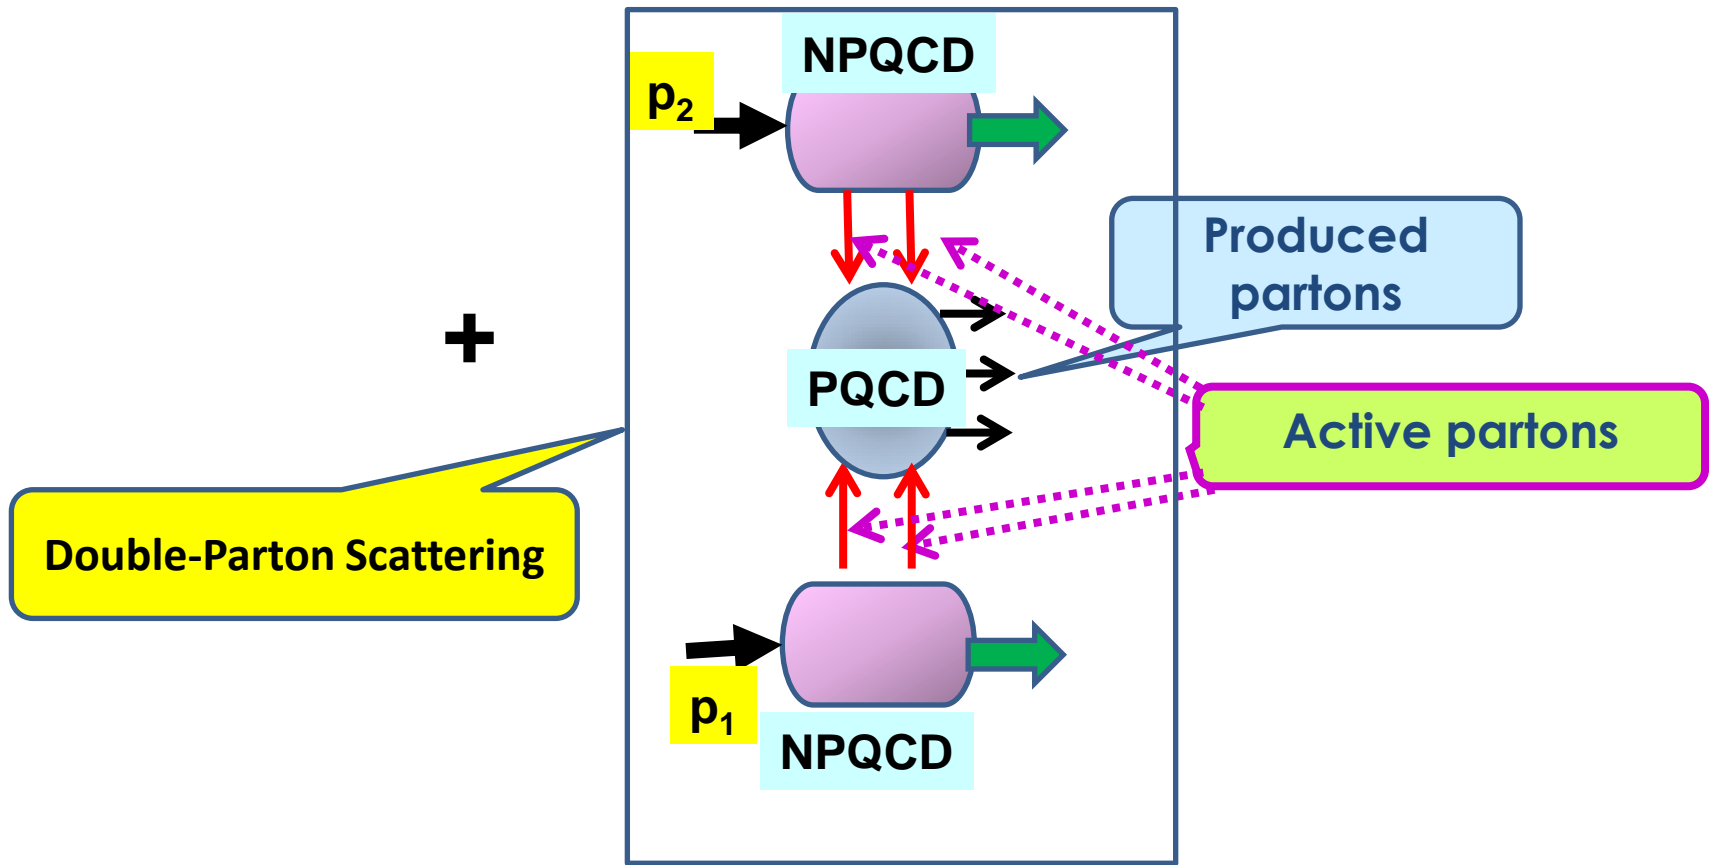 NPQCD
p₂
Produced
partons
+
PQCD
Active partons
Double-Parton Scattering
p₁
NPQCD